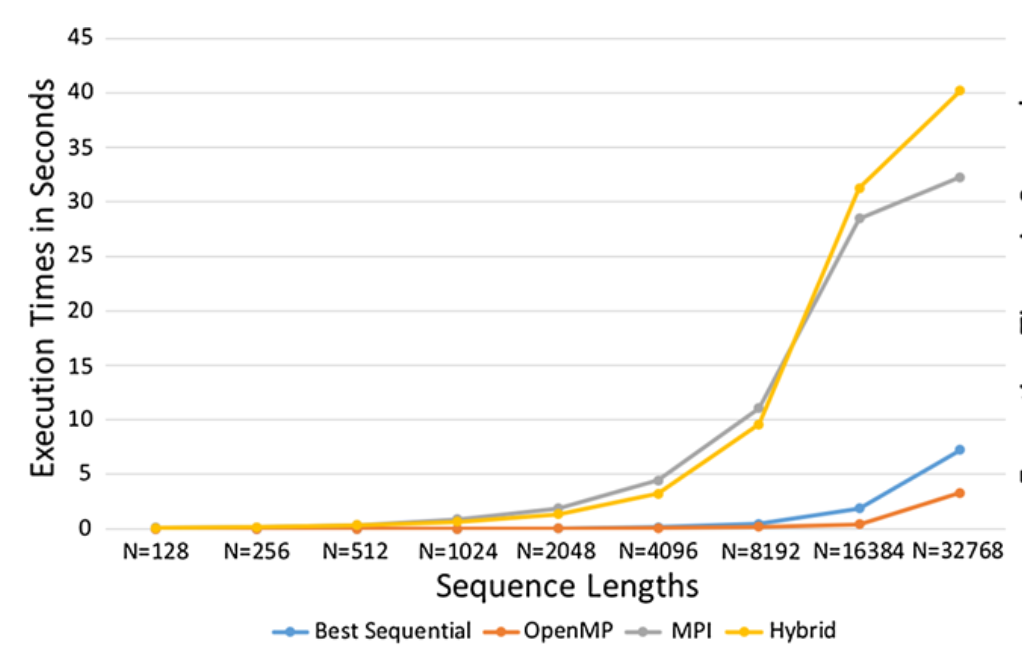 45
40
35
30
25
20
15
10
5
0
Execution Times in Seconds
N=128 N=256 N=512 N=1024 N=2048 N=4096 N=8192 N=16384 N=32768
Sequence Lengths
Best Sequential OpenMP MPI Hybrid